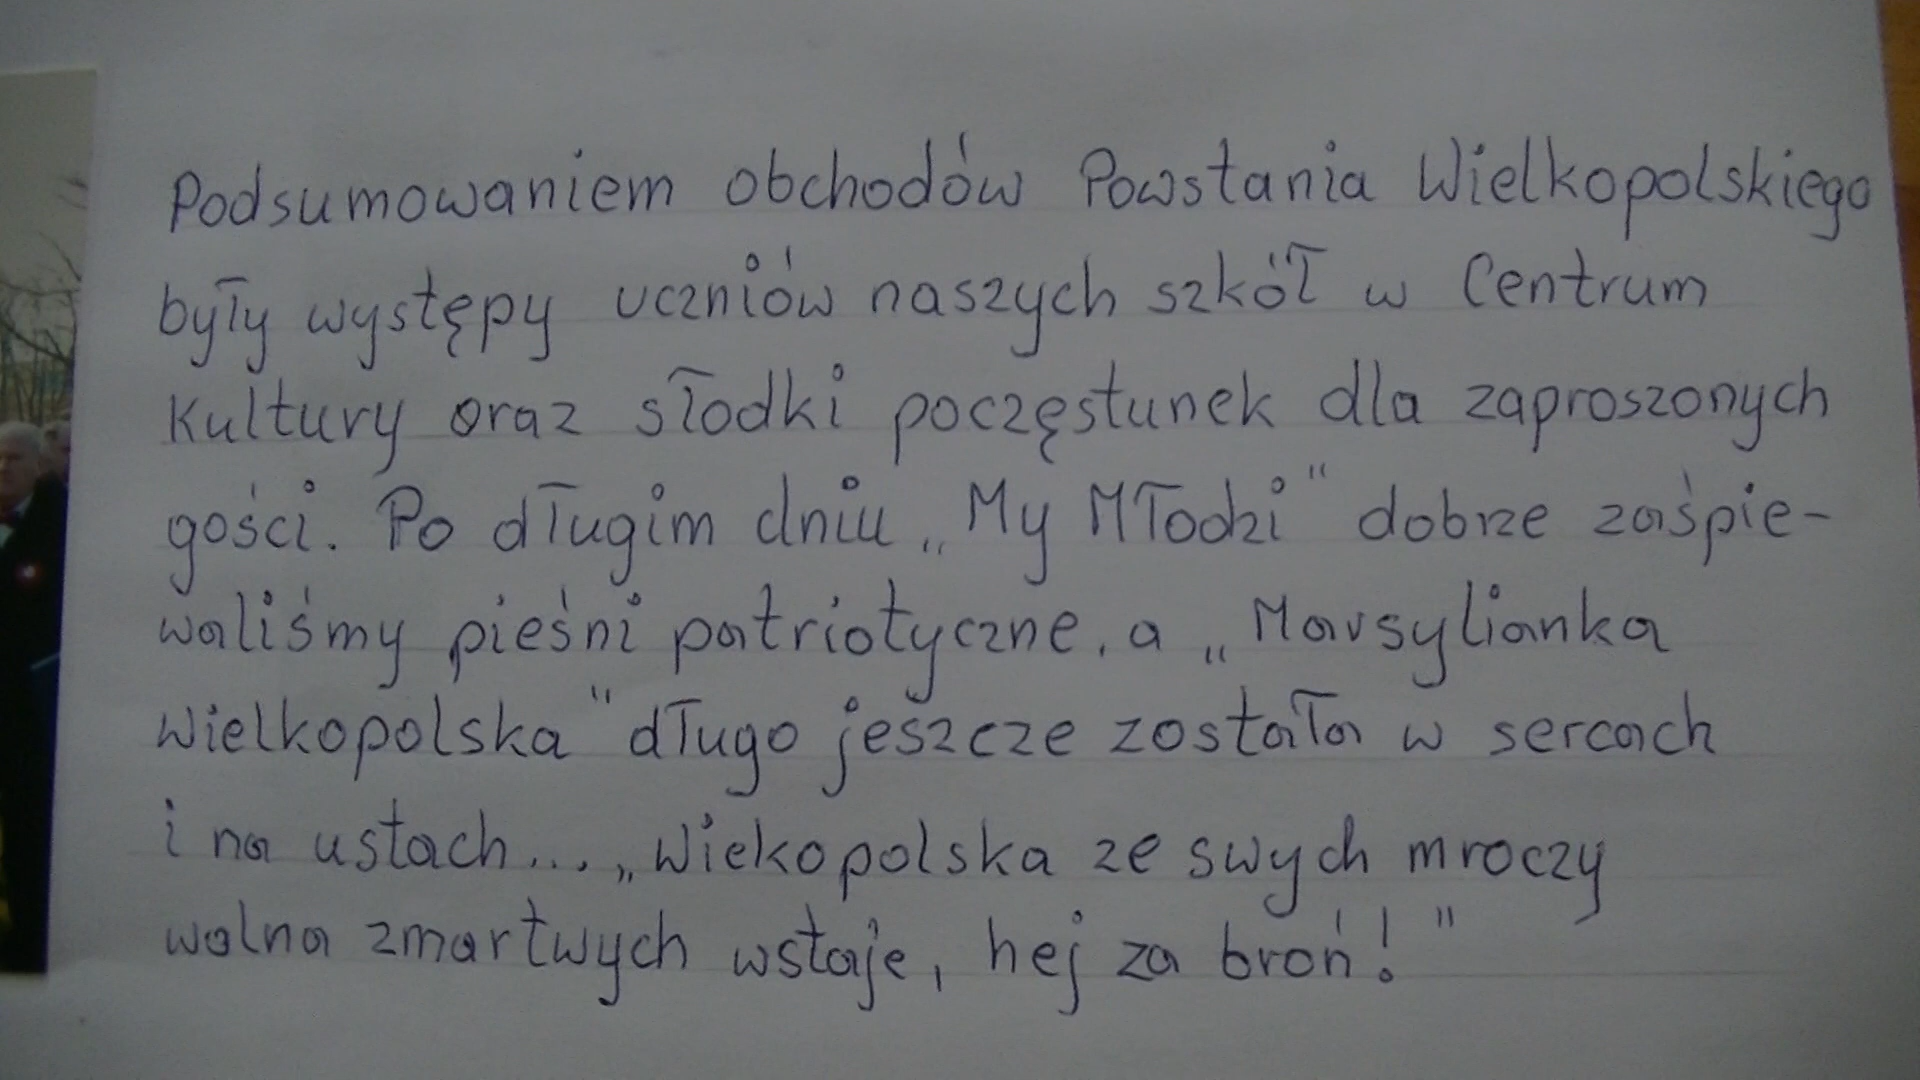 Podsumowaniem obchodów Powstania Wielkopolskiego
były występy uczniów naszych szkół w Centrum
Kultury oraz słodki poczęstunek dla zaproszonych
gości. Po długim dniu „My Młodzi" dobrze zaśpie-
waliśmy pieśni patriotyczne, a „Marsylianka
Wielkopolska" długo jeszcze została w sercach
i na ustach... „Wiekopolska ze swych mroczy
wolna zmartwych wstaje, hej za broń!"